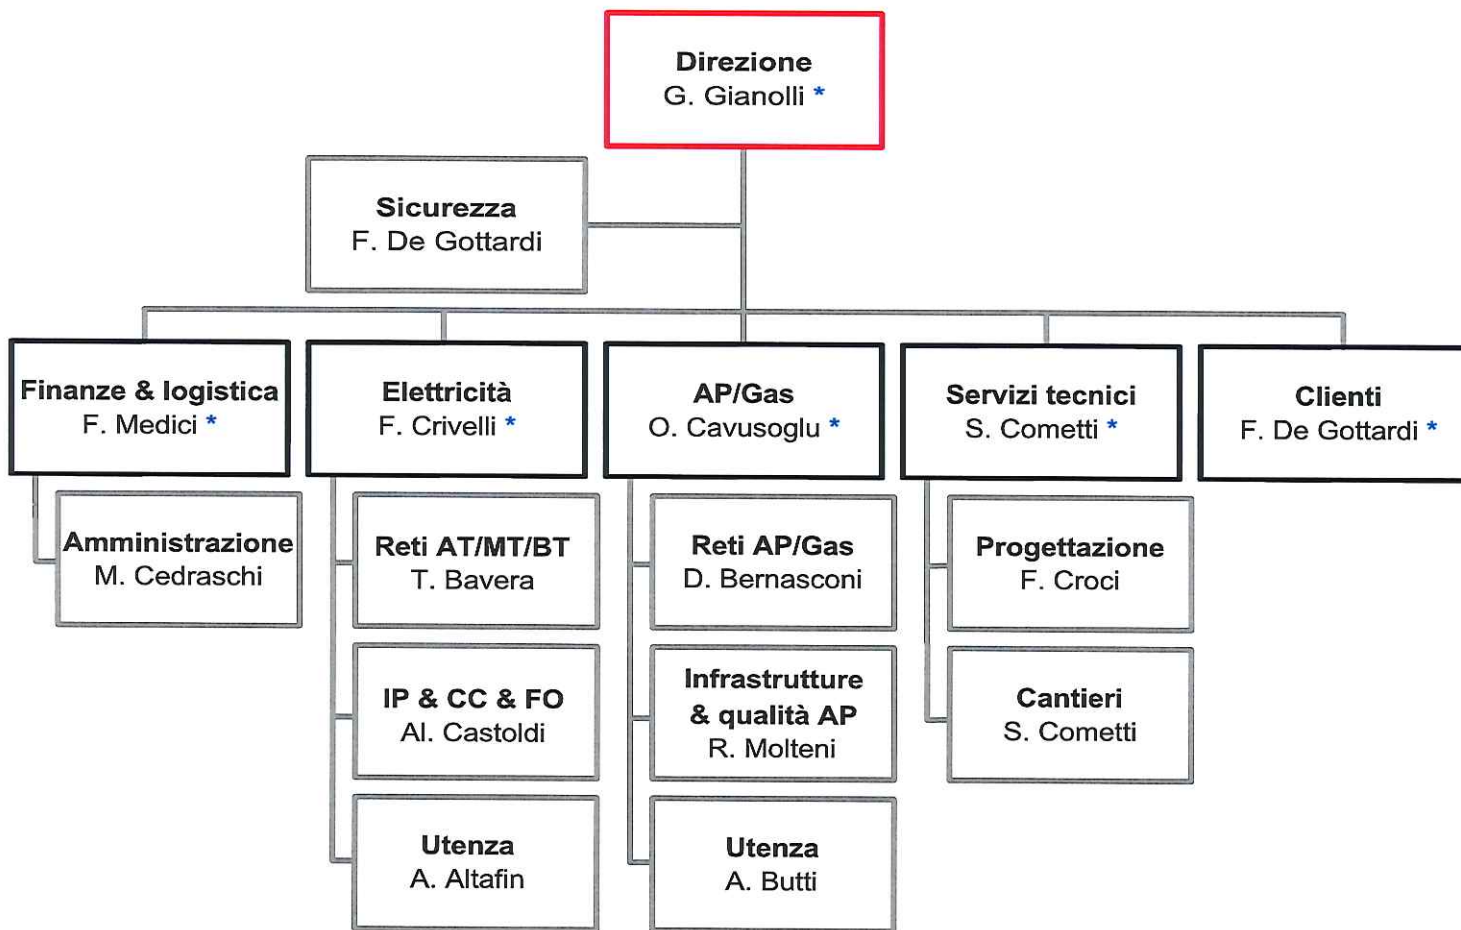 Direzione
G. Gianolli *
Sicurezza
F. De Gottardi
Finanze & logistica
F. Medici *
Elettricità
F. Crivelli *
AP/Gas
O. Cavusoglu *
Servizi tecnici
S. Cometti *
Clienti
F. De Gottardi *
Amministrazione
M. Cedraschi
Reti AT/MT/BT
T. Bavera
Reti AP/Gas
D. Bernasconi
Progettazione
F. Croci
IP & CC & FO
Al. Castoldi
Infrastrutture
& qualità AP
R. Molteni
Cantieri
S. Cometti
Utenza
A. Altafin
Utenza
A. Butti